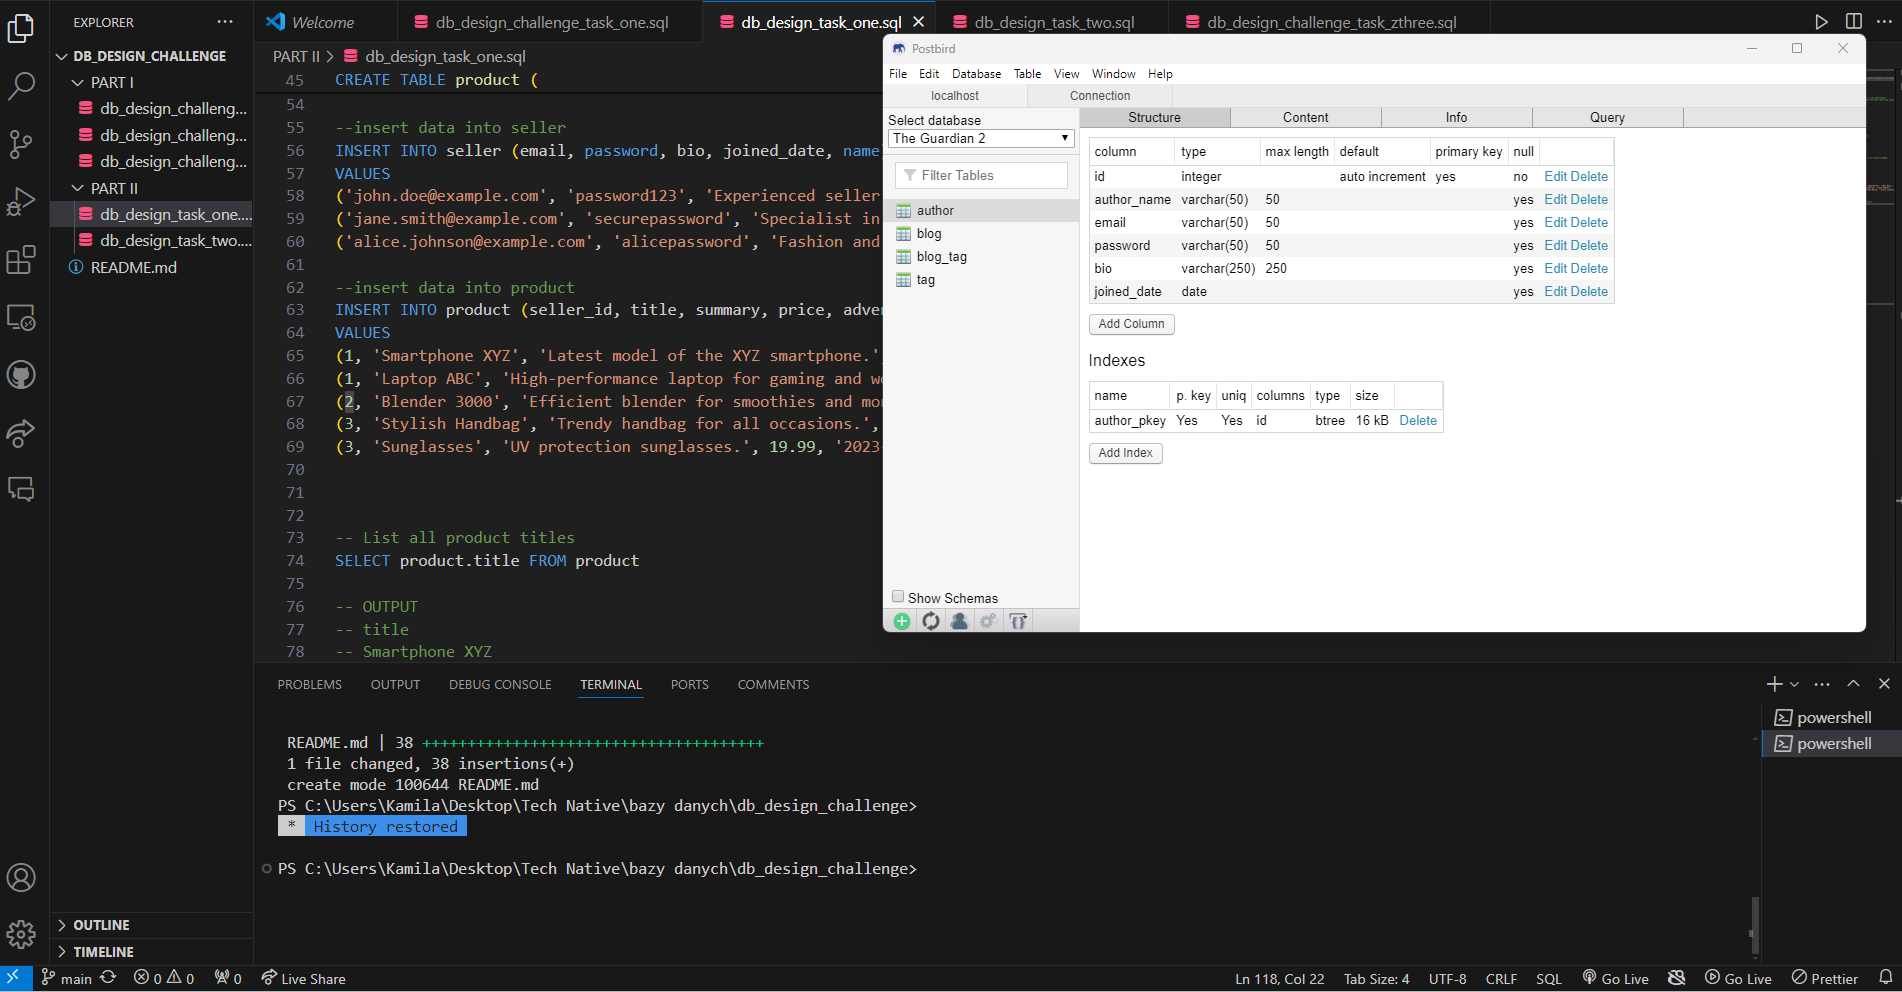 EXPLORER
Welcome
db_design_challenge_task_one.sql
db_design_task_one.sql
db_design_task_two.sql
db_design_challenge_task_zthree.sql
DB_DESIGN_CHALLENGE
PART I
db_design_challeng...
db_design_challeng...
db_design_challeng...
PART II
db_design_task_one....
db_design_task_two....
README.md
OUTLINE
TIMELINE
PART II > db_design_task_one.sql
45 CREATE TABLE product (
54
55 --insert data into seller
56 INSERT INTO seller (email, password, bio, joined_date, name
57 VALUES
58 ('john.doe@example.com', 'password123', 'Experienced seller
59 ('jane.smith@example.com', 'securepassword', 'Specialist in
60 ('alice.johnson@example.com', 'alicepassword', 'Fashion and
61
62 --insert data into product
63 INSERT INTO product (seller_id, title, summary, price, adve
64 VALUES
65 (1, 'Smartphone XYZ', 'Latest model of the XYZ smartphone.'
66 (1, 'Laptop ABC', 'High-performance laptop for gaming and w
67 (2, 'Blender 3000', 'Efficient blender for smoothies and mo
68 (3, 'Stylish Handbag', 'Trendy handbag for all occasions.',
69 (3, 'Sunglasses', 'UV protection sunglasses.', 19.99, '2023
70
71
72
73 -- List all product titles
74 SELECT product.title FROM product
75
76 -- OUTPUT
77 -- title
78 -- Smartphone XYZ
Postbird
File Edit Database Table View Window Help
localhost Connection
Select database
The Guardian 2
Filter Tables
author
blog
blog_tag
tag
Show Schemas
Structure Content Info Query
column type max length default primary key null
id integer auto increment yes no Edit Delete
author_name varchar(50) 50 yes Edit Delete
email varchar(50) 50 yes Edit Delete
password varchar(50) 50 yes Edit Delete
bio varchar(250) 250 yes Edit Delete
joined_date date yes Edit Delete
Add Column
Indexes
name p. key uniq columns type size
author_pkey Yes Yes id btree 16 kB Delete
Add Index
PROBLEMS OUTPUT DEBUG CONSOLE TERMINAL PORTS COMMENTS
README.md | 38 ++++++++++++++++++++++++++++++++++++++
1 file changed, 38 insertions(+)
create mode 100644 README.md
PS C:\Users\Kamila\Desktop\Tech Native\bazy danych\db_design_challenge>
* History restored
PS C:\Users\Kamila\Desktop\Tech Native\bazy danych\db_design_challenge>
powershell
powershell
main 0 0 0 Live Share Ln 118, Col 22 Tab Size: 4 UTF-8 CRLF SQL Go Live Go Live Prettier